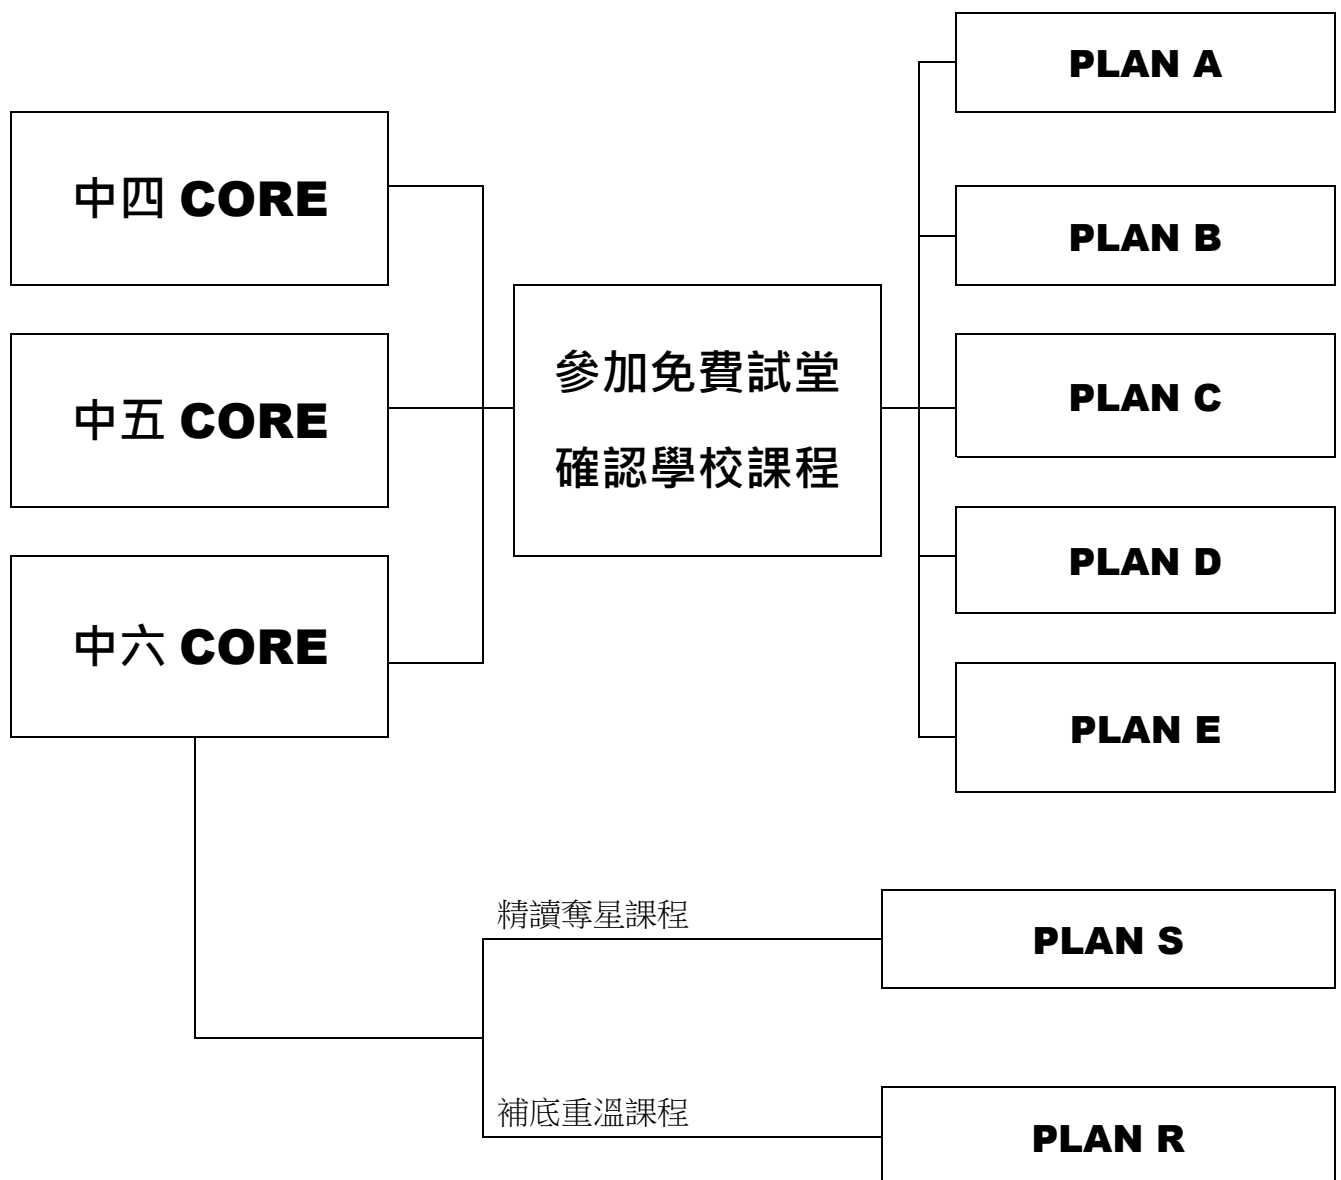 中四 CORE
中五 CORE
中六 CORE
參加免費試堂
確認學校課程
PLAN A
PLAN B
PLAN C
PLAN D
PLAN E
精讀奪星課程
PLAN S
補底重溫課程
PLAN R